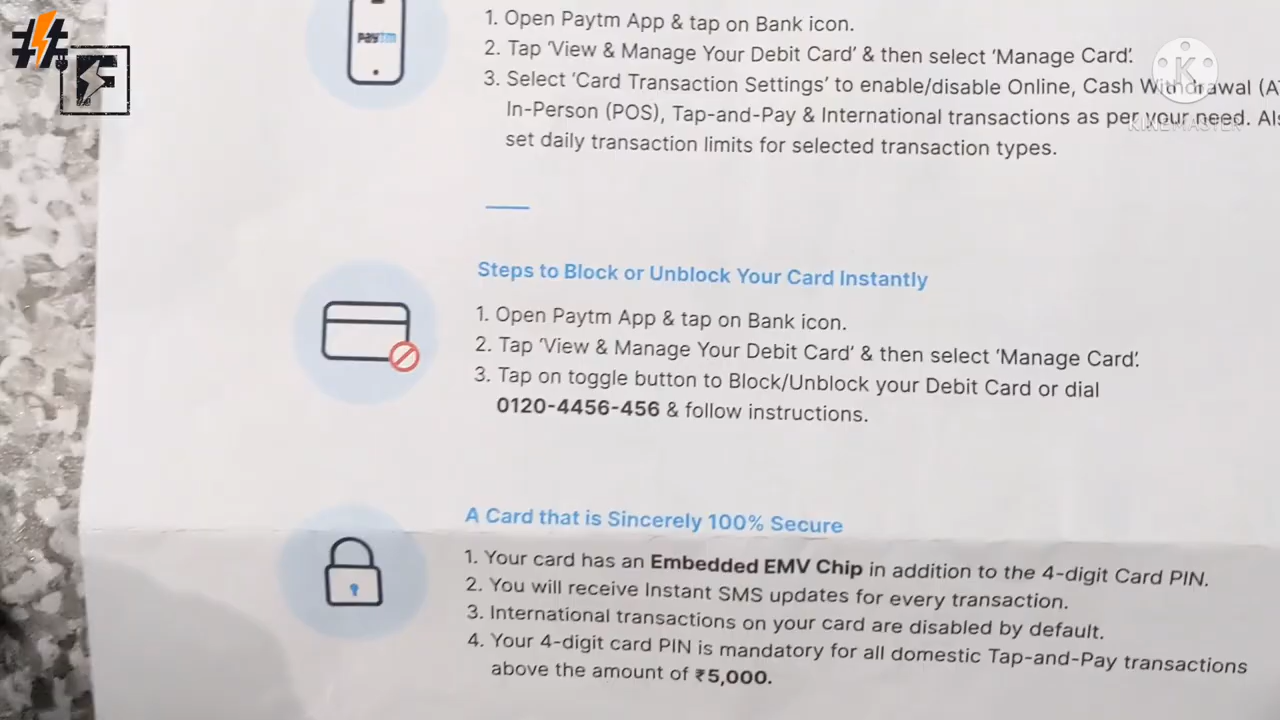 paytm
1. Open Paytm App & tap on Bank icon.
2. Tap 'View & Manage Your Debit Card' & then select 'Manage Card'.
3. Select 'Card Transaction Settings' to enable/disable Online, Cash Withdrawal (A
In-Person (POS), Tap-and-Pay & International transactions as per your need. Als
set daily transaction limits for selected transaction types.
K
KINEMASTER
#F
Steps to Block or Unblock Your Card Instantly
1. Open Paytm App & tap on Bank icon.
2. Tap 'View & Manage Your Debit Card' & then select 'Manage Card'.
3. Tap on toggle button to Block/Unblock your Debit Card or dial
0120-4456-456 & follow instructions.
A Card that is Sincerely 100% Secure
1. Your card has an Embedded EMV Chip in addition to the 4-digit Card PIN.
2. You will receive Instant SMS updates for every transaction.
3. International transactions on your card are disabled by default.
4. Your 4-digit card PIN is mandatory for all domestic Tap-and-Pay transactions
above the amount of ₹5,000.